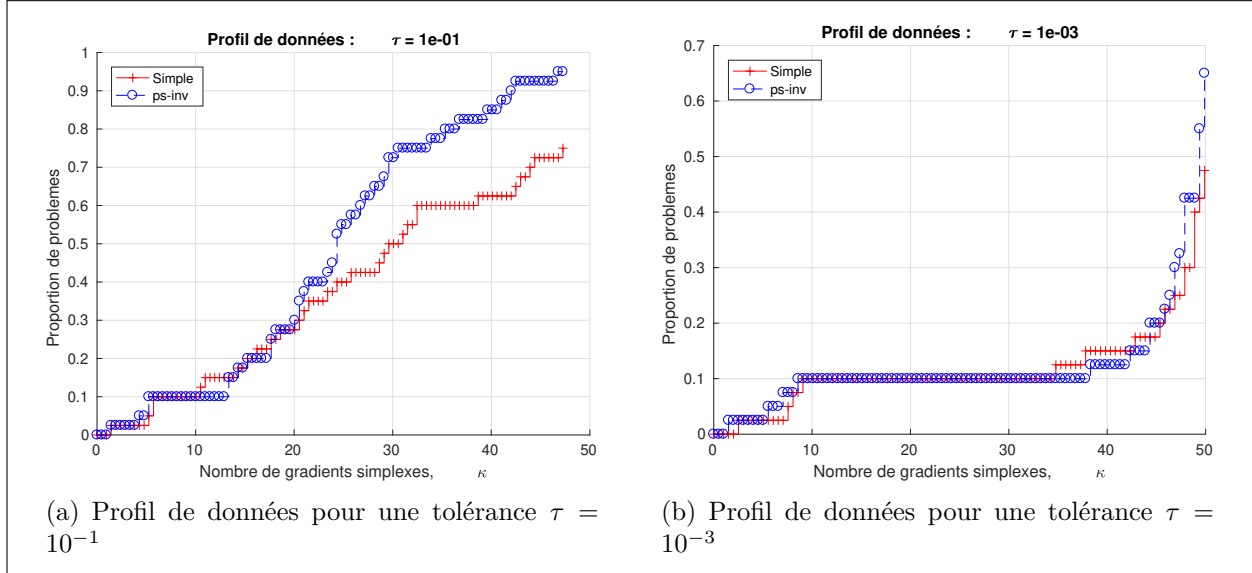 Profil de données : τ = 1e-01
Simple
ps-inv
Proportion de problemes
1
0.9
0.8
0.7
0.6
0.5
0.4
0.3
0.2
0.1
0
0 10 20 30 40 50
Nombre de gradients simplexes, κ
(a) Profil de données pour une tolérance τ =
10⁻¹
Profil de données : τ = 1e-03
Simple
ps-inv
Proportion de problemes
0.7
0.6
0.5
0.4
0.3
0.2
0.1
0
0 10 20 30 40 50
Nombre de gradients simplexes, κ
(b) Profil de données pour une tolérance τ =
10⁻³